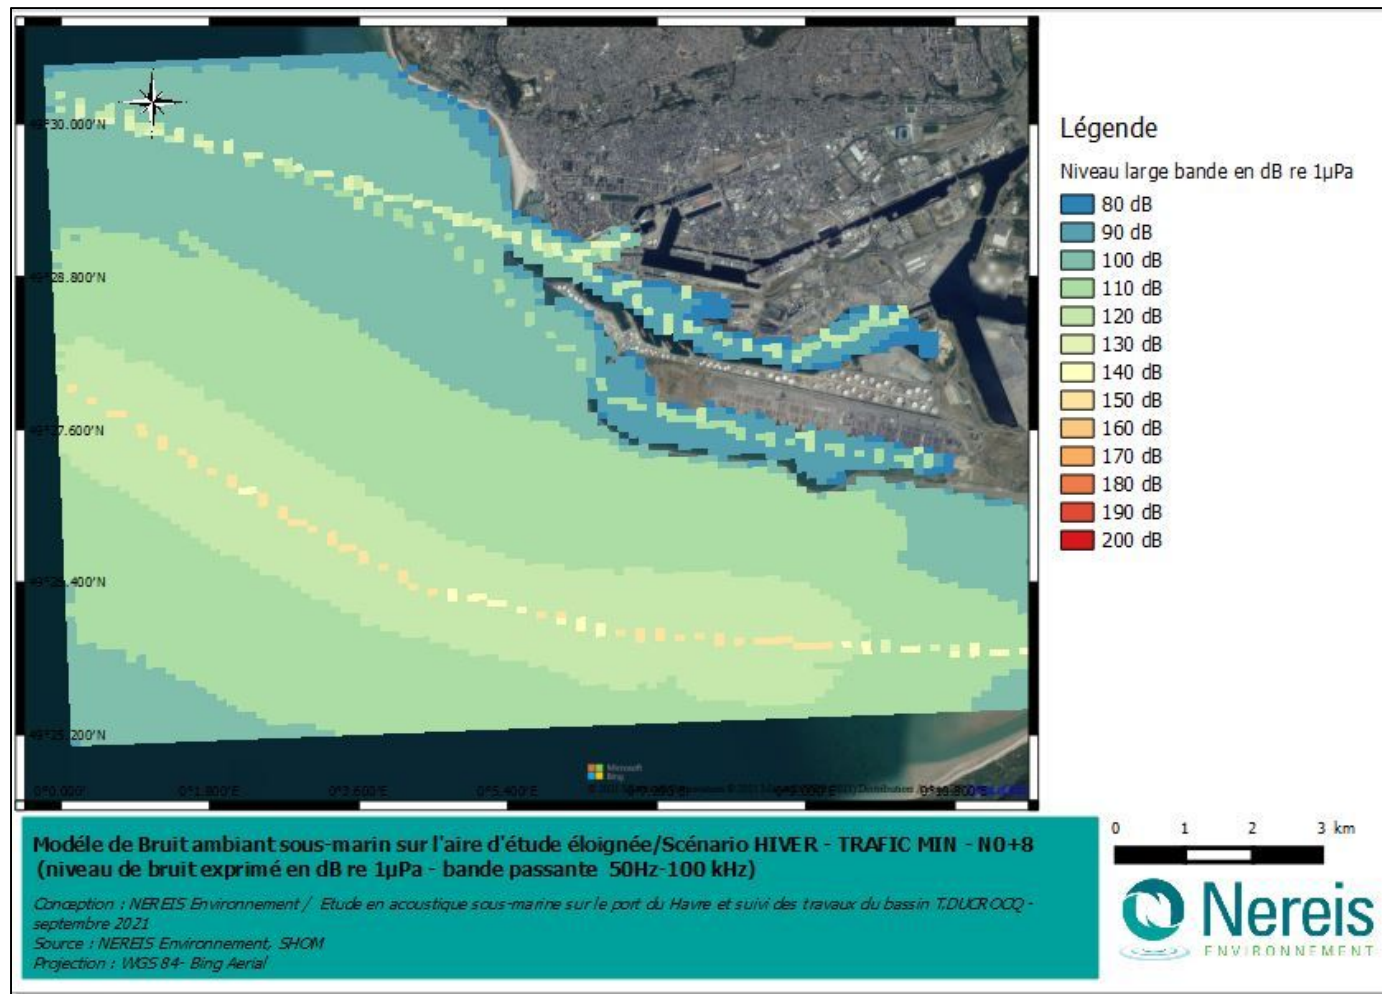 49°30.000'N
49°28.800'N
49°27.600'N
49°25.200'N
0°0.000'
0°1.800'E
0°3.600'E
0°5.400'E
Microsoft
Bing
Légende
Niveau large bande en dB re 1µPa
80 dB
90 dB
100 dB
110 dB
120 dB
130 dB
140 dB
150 dB
160 dB
170 dB
180 dB
190 dB
200 dB
Modéle de Bruit ambiant sous-marin sur l'aire d'étude éloignée/Scénario HIVER - TRAFIC MIN - N0+8
(niveau de bruit exprimé en dB re 1µPa - bande passante 50Hz-100 kHz)
Conception : NEREIS Environnement / Etude en acoustique sous-marine sur le port du Havre et suivi des travaux du bassin T.DUCROCQ -
septembre 2021
Source : NEREIS Environnement, SHOM
Projection : WGS 84- Bing Aerial
0 1 2 3 km
Nereis
ENVIRONNEMENT